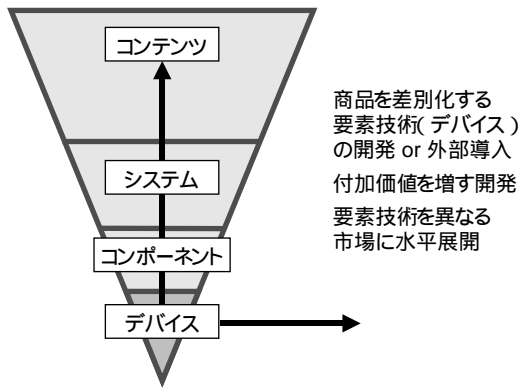 コンテンツ
システム
コンポーネント
デバイス
商品を差別化する
要素技術(デバイス)
の開発 or 外部導入
付加価値を増す開発
要素技術を異なる
市場に水平展開